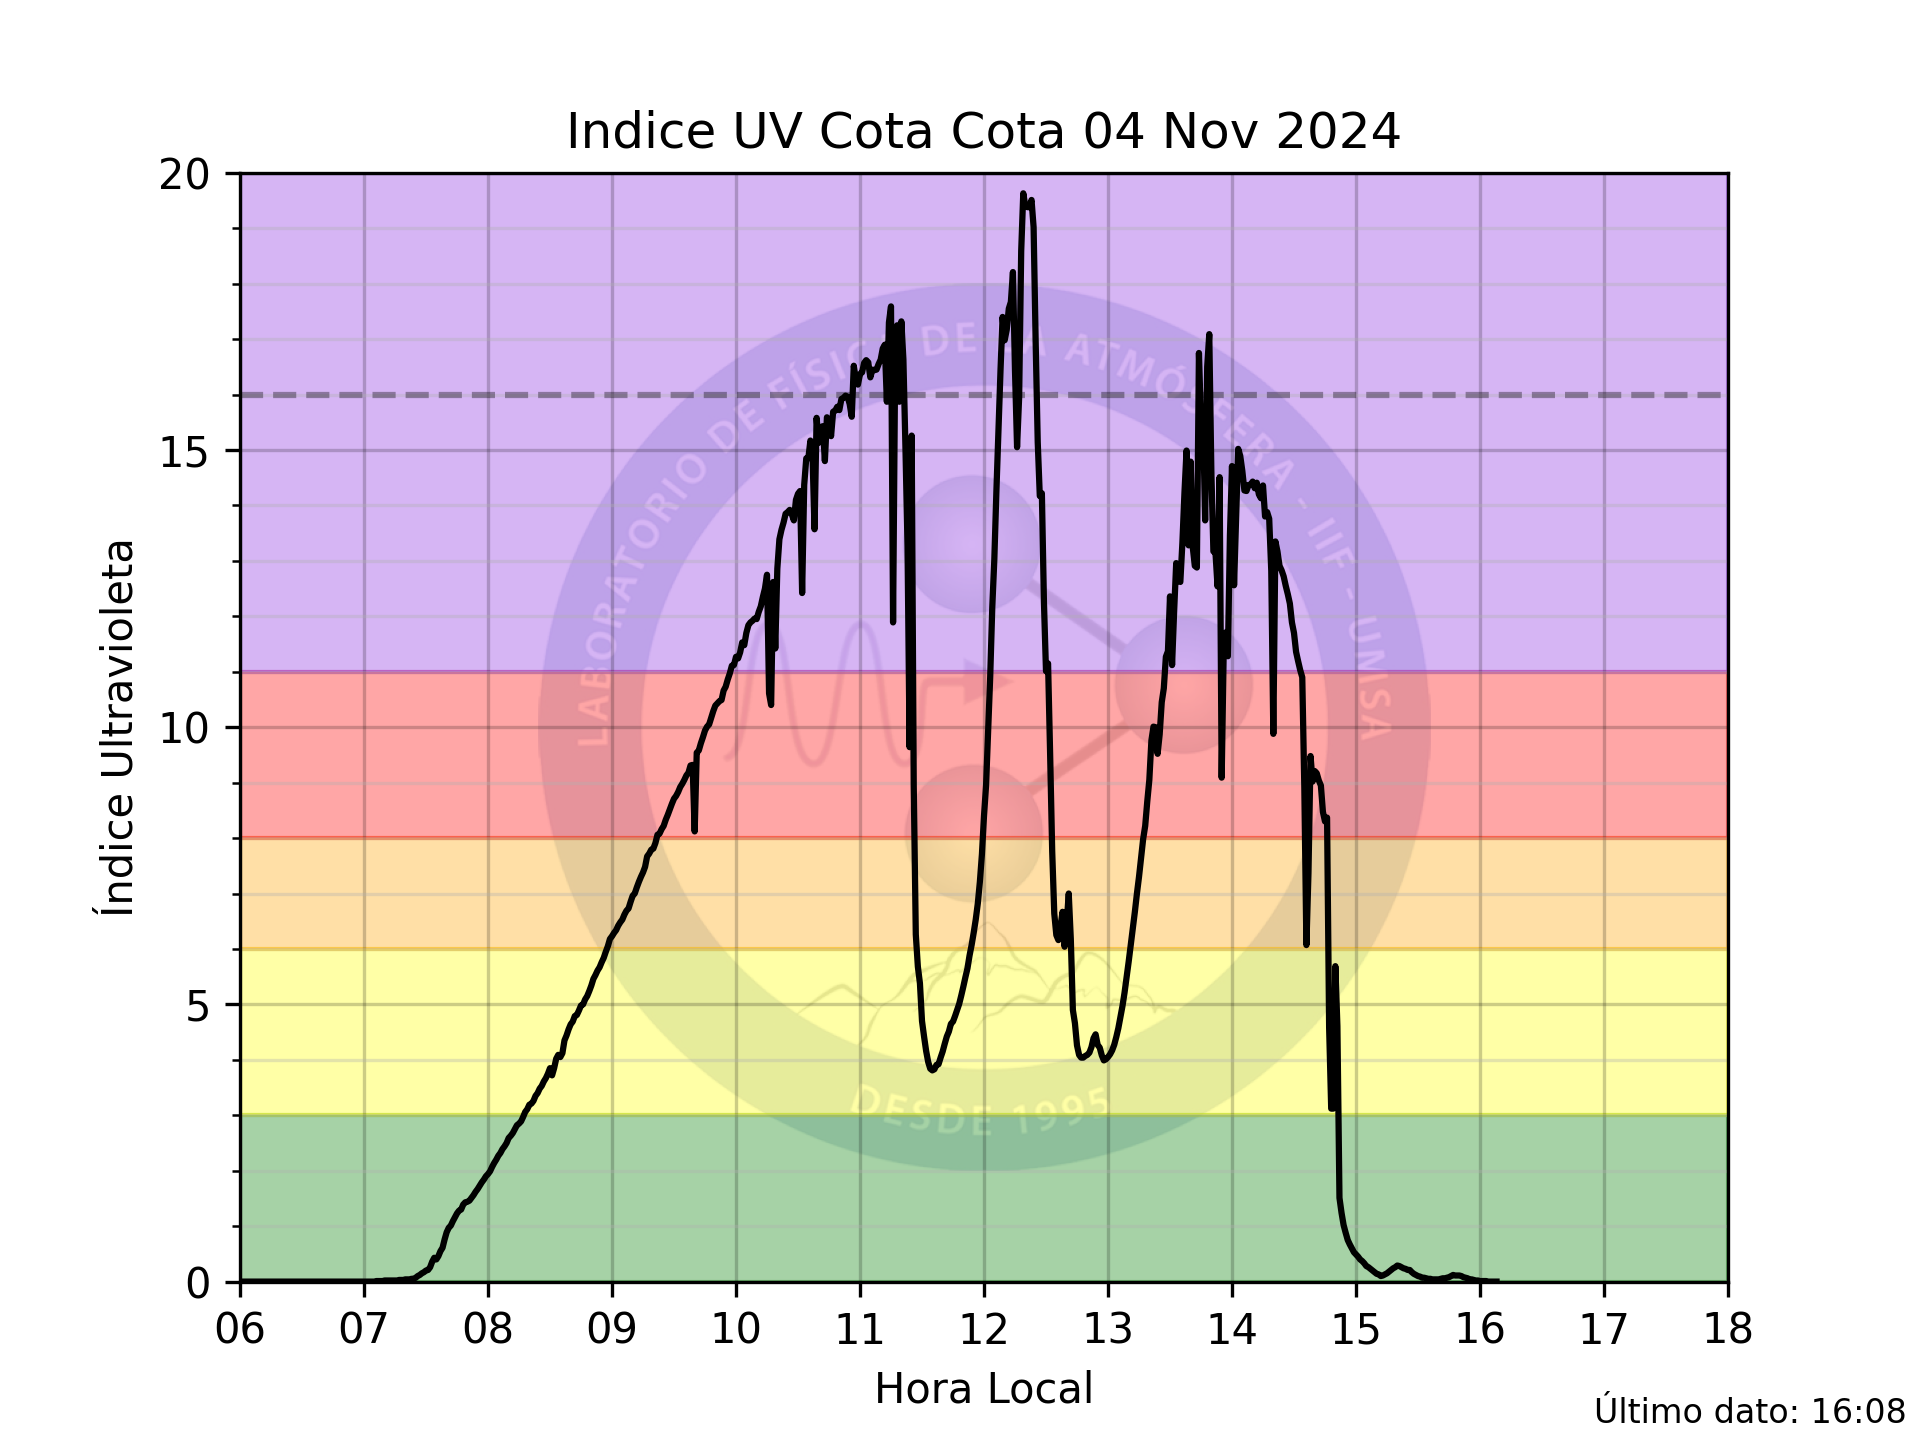 Indice UV Cota Cota 04 Nov 2024
20
15
10
5
0
Índice Ultravioleta
LABORATORIO DE FÍSICA DE LA ATMÓSFERA - IIF - UMSA
DESDE 1995
06 07 08 09 10 11 12 13 14 15 16 17 18
Hora Local
Último dato: 16:08